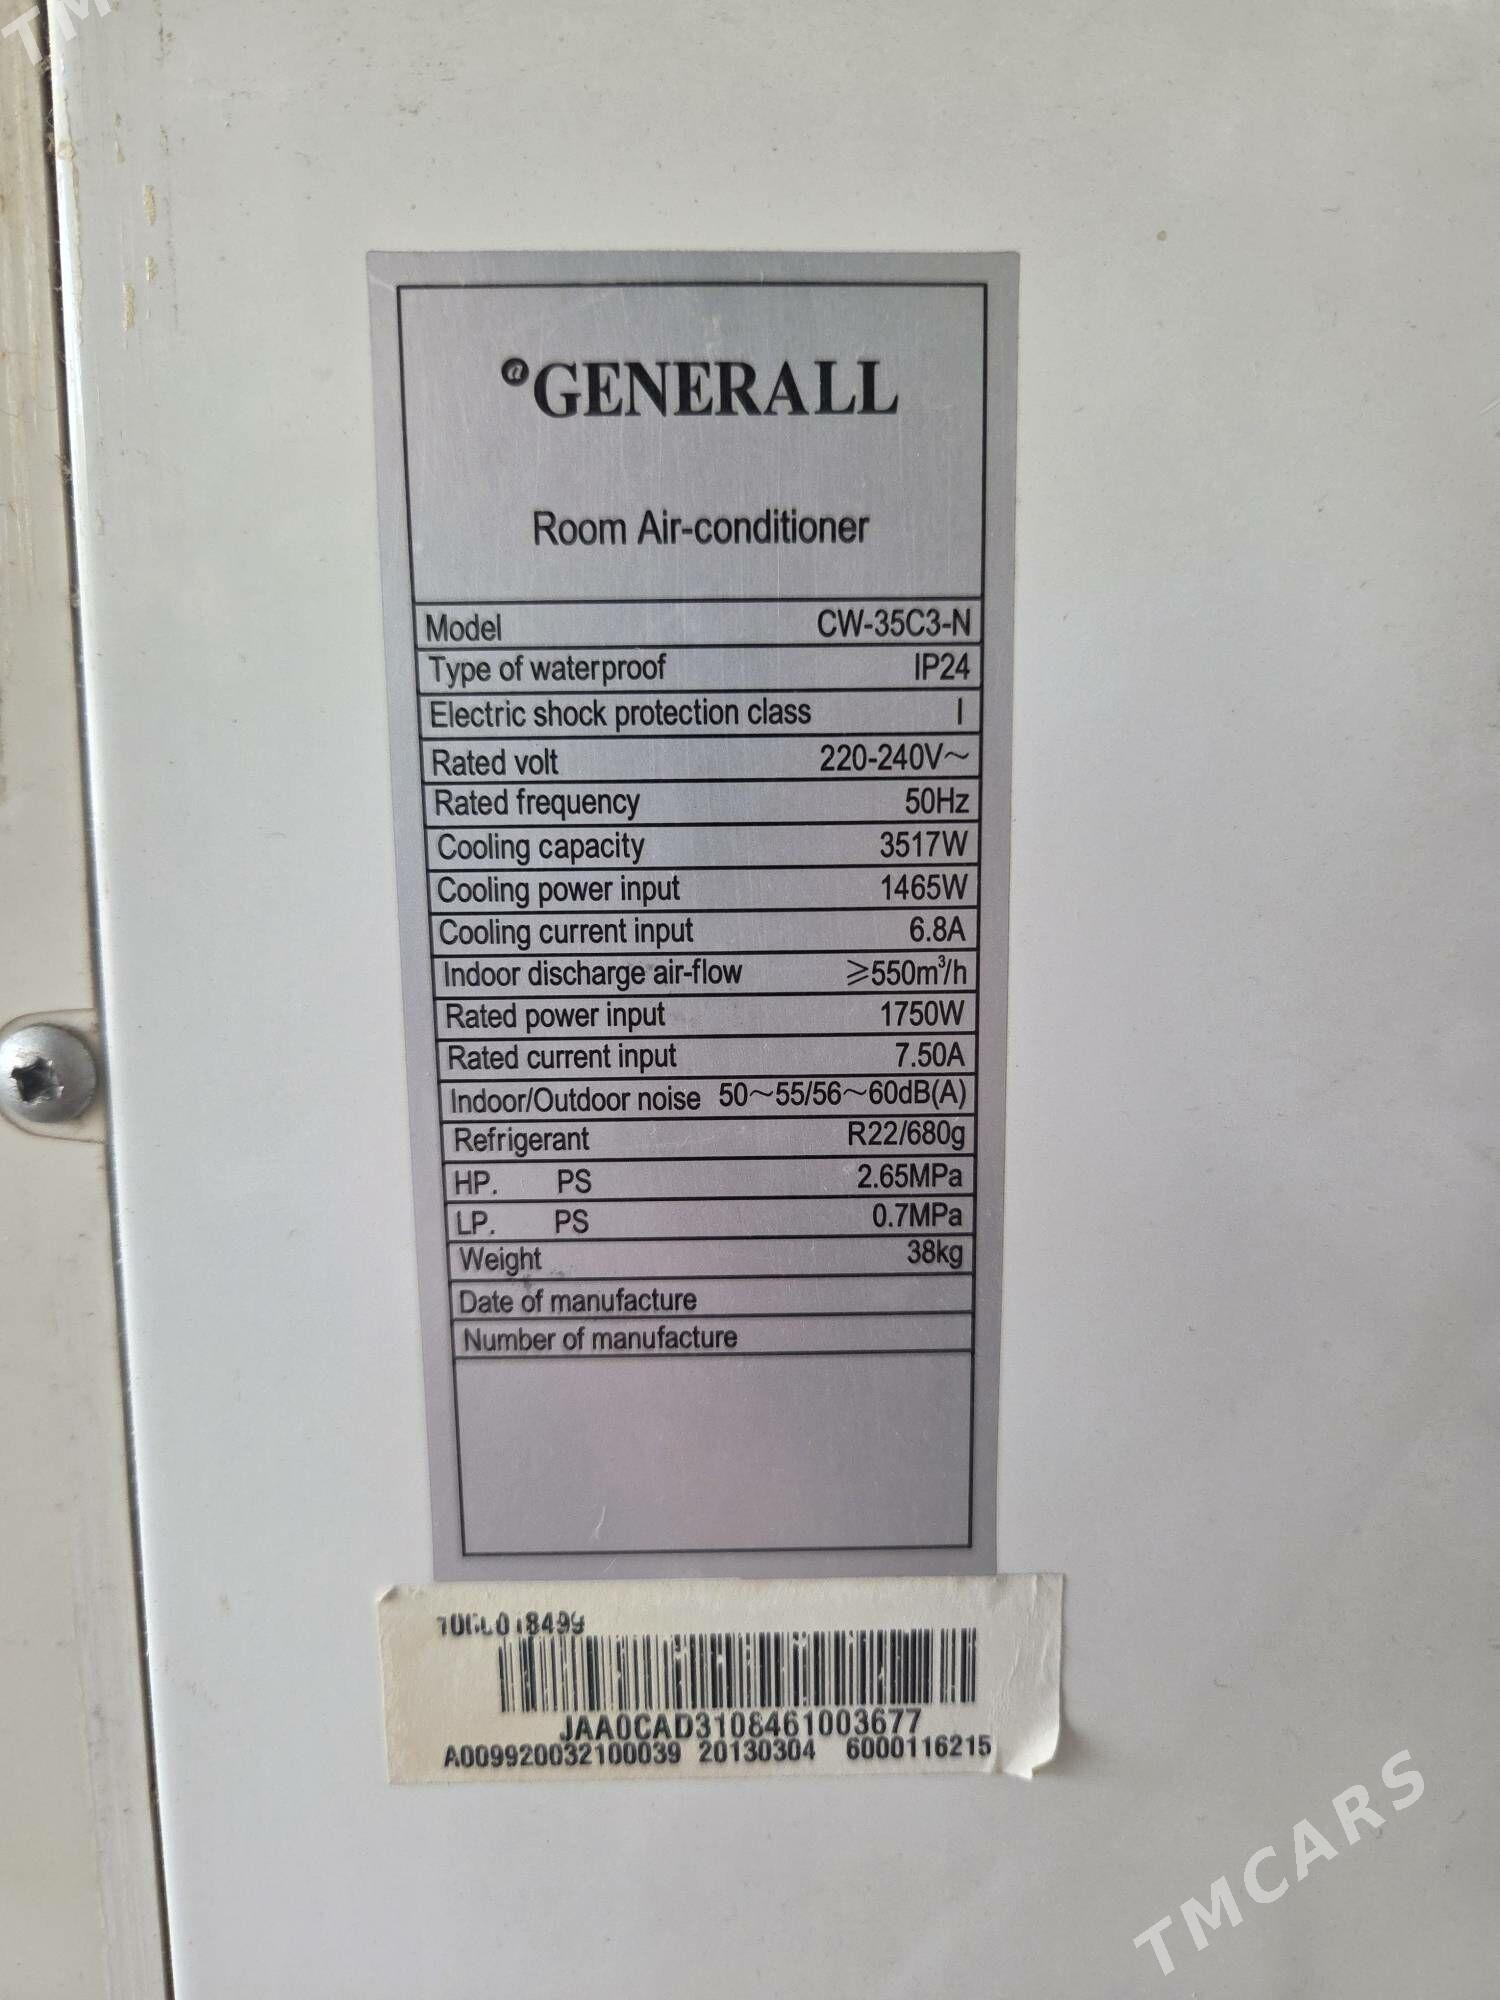 TM
@GENERALL
Room Air-conditioner
Model CW-35C3-N
Type of waterproof IP24
Electric shock protection class I
Rated volt 220-240V～
Rated frequency 50Hz
Cooling capacity 3517W
Cooling power input 1465W
Cooling current input 6.8A
Indoor discharge air-flow ≥550m³/h
Rated power input 1750W
Rated current input 7.50A
Indoor/Outdoor noise 50～55/56～60dB(A)
Refrigerant R22/680g
HP. PS 2.65MPa
LP. PS 0.7MPa
Weight 38kg
Date of manufacture
Number of manufacture
JAA0CAD3108461003677
A009920032100039 20130304 6000116215
TMCARS